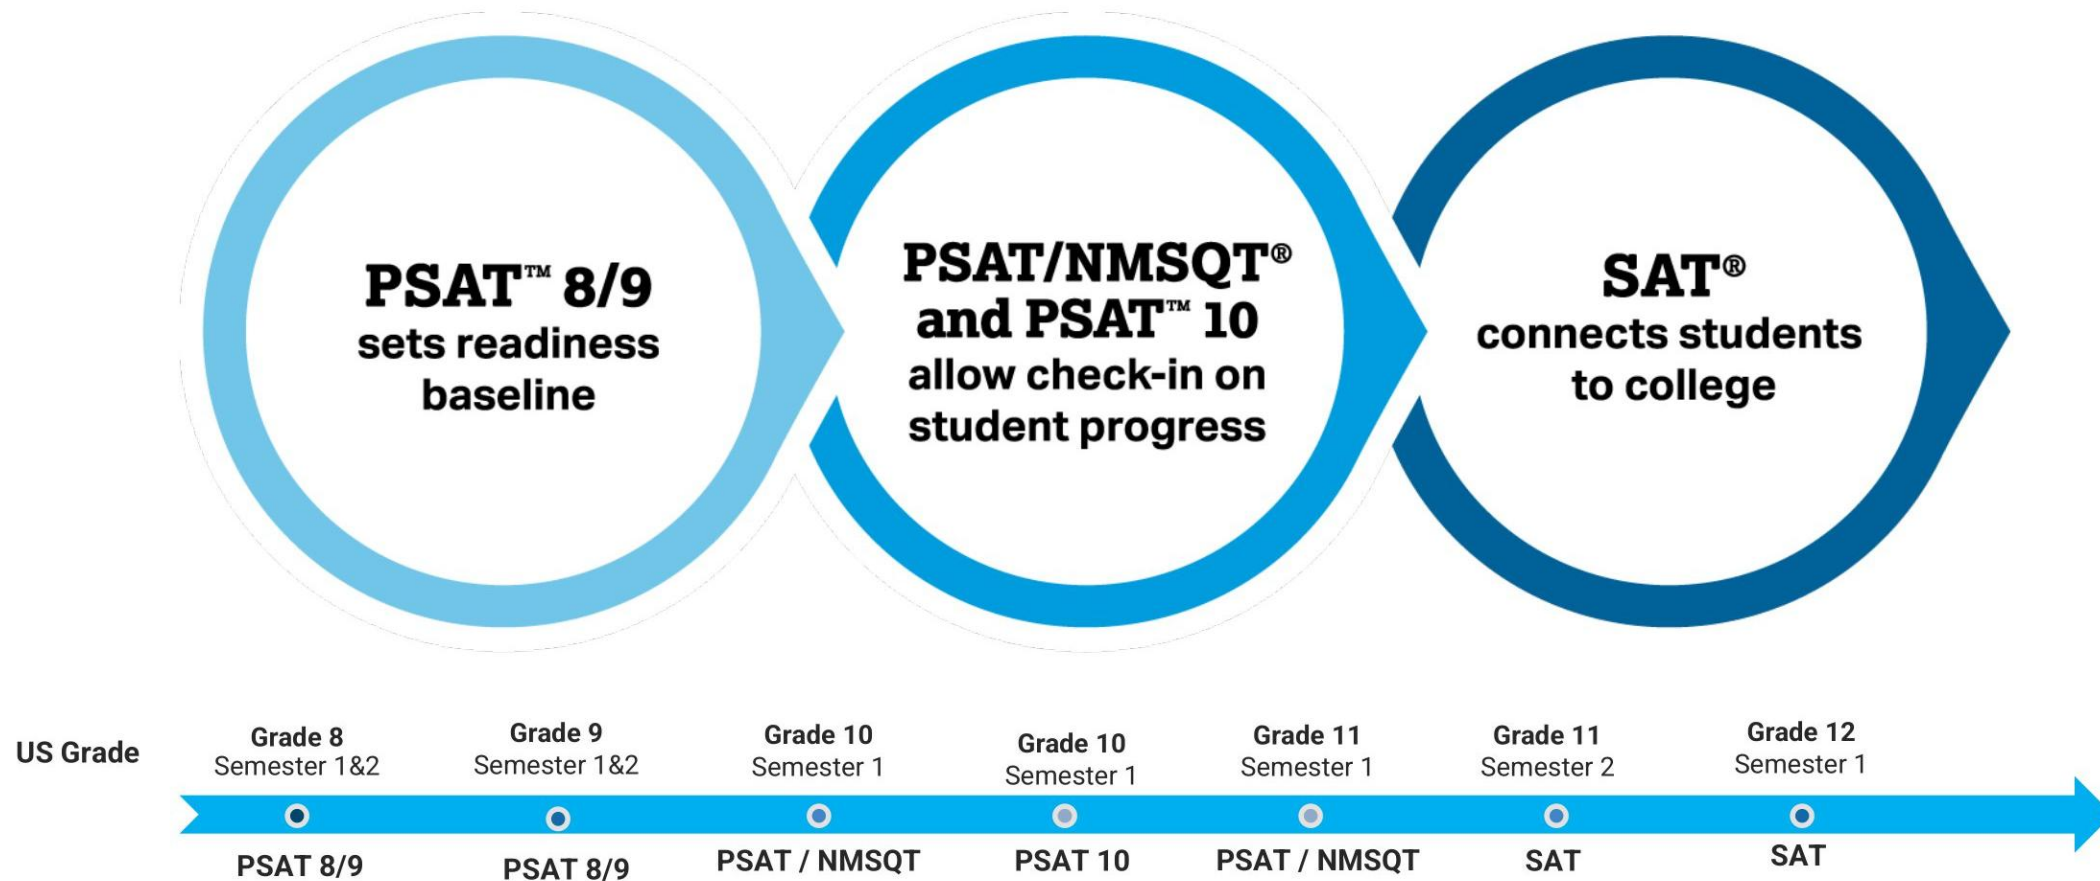 PSAT™ 8/9
sets readiness
baseline
PSAT/NMSQT®
and PSAT™ 10
allow check-in on
student progress
SAT®
connects students
to college
US Grade
Grade 8
Semester 1&2
Grade 9
Semester 1&2
Grade 10
Semester 1
Grade 10
Semester 1
Grade 11
Semester 1
Grade 11
Semester 2
Grade 12
Semester 1
PSAT 8/9
PSAT 8/9
PSAT / NMSQT
PSAT 10
PSAT / NMSQT
SAT
SAT